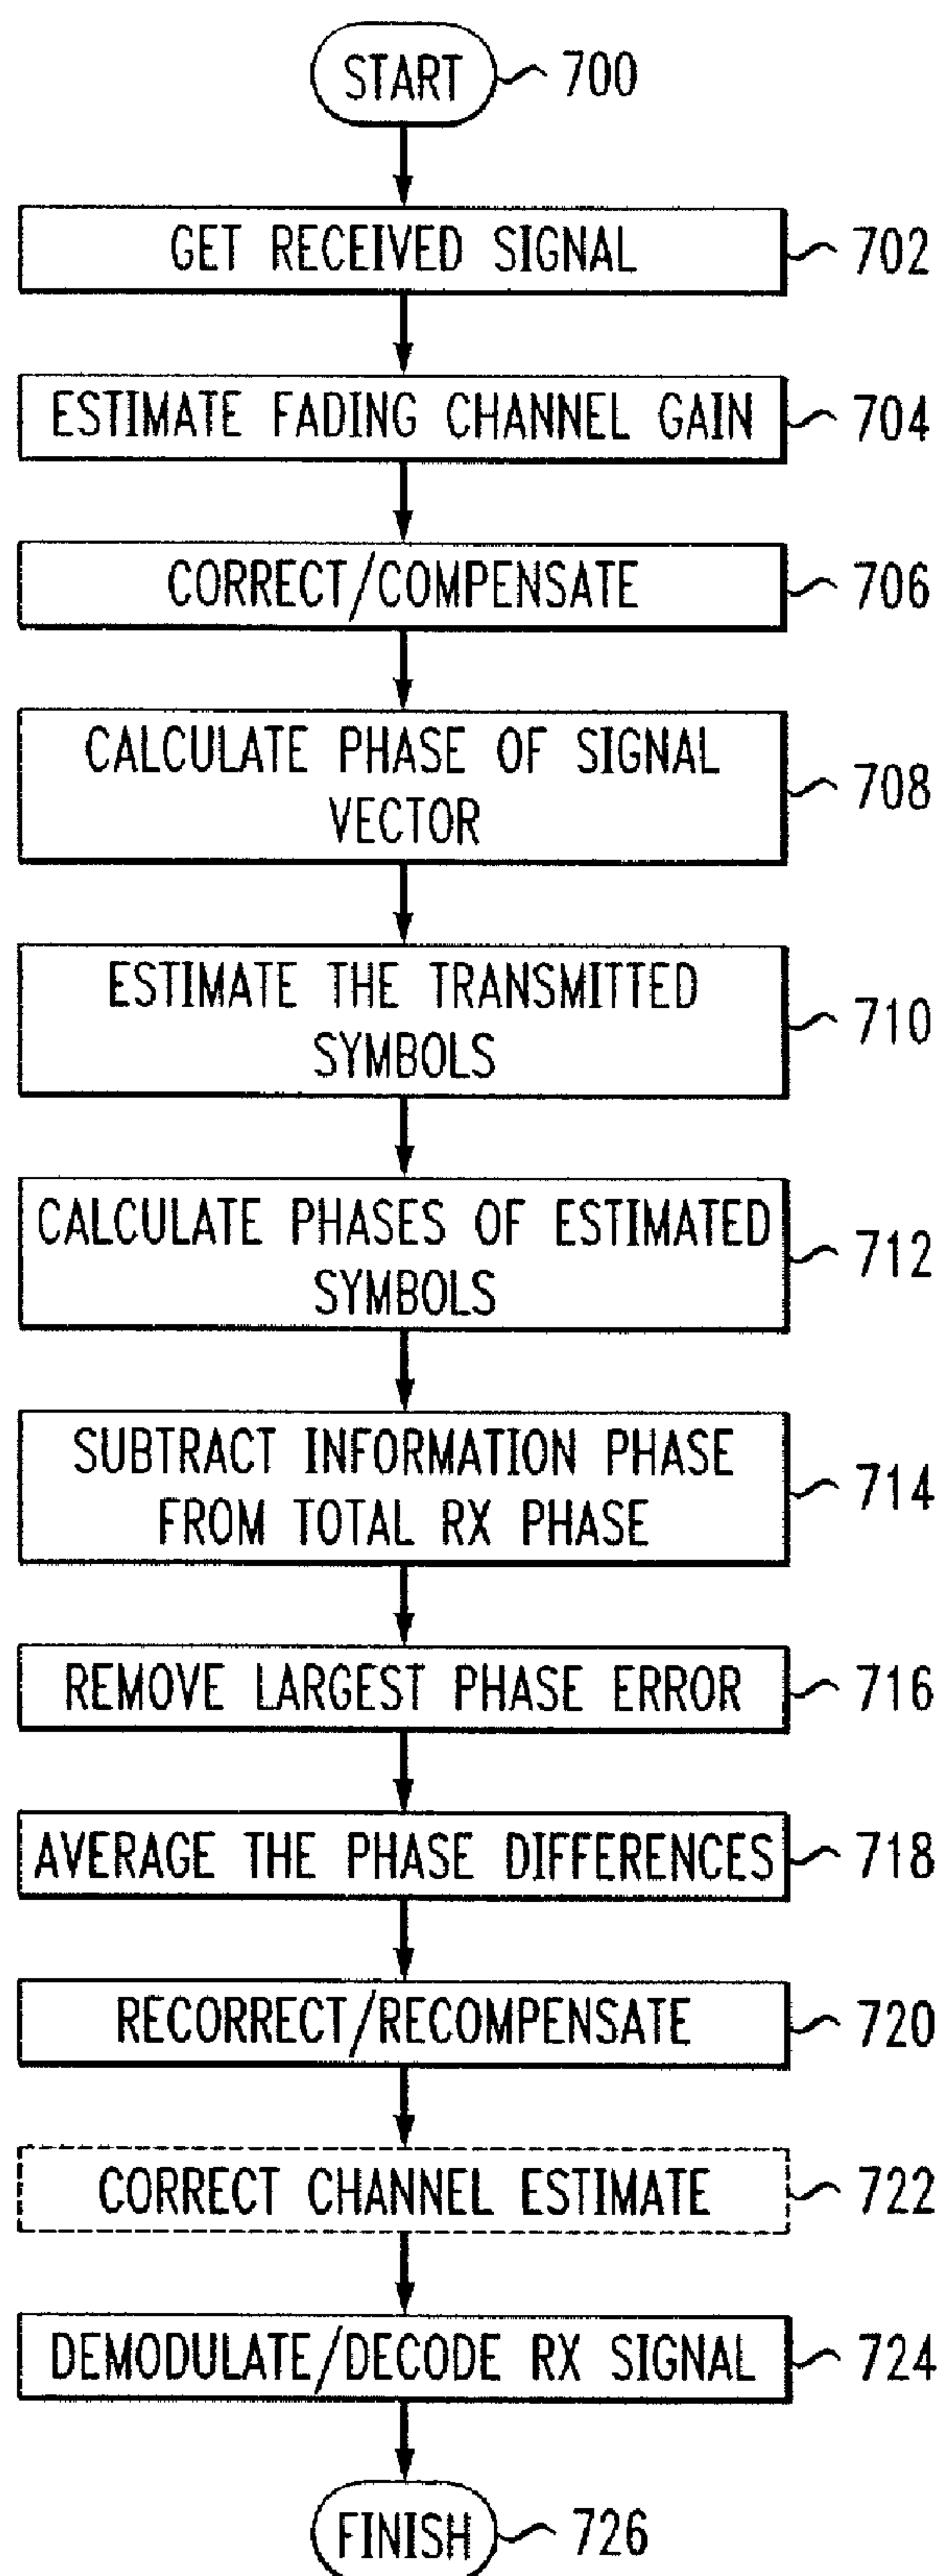 START 700
GET RECEIVED SIGNAL 702
ESTIMATE FADING CHANNEL GAIN 704
CORRECT/COMPENSATE 706
CALCULATE PHASE OF SIGNAL
VECTOR 708
ESTIMATE THE TRANSMITTED
SYMBOLS 710
CALCULATE PHASES OF ESTIMATED
SYMBOLS 712
SUBTRACT INFORMATION PHASE
FROM TOTAL RX PHASE 714
REMOVE LARGEST PHASE ERROR 716
AVERAGE THE PHASE DIFFERENCES 718
RECORRECT/RECOMPENSATE 720
CORRECT CHANNEL ESTIMATE 722
DEMODULATE/DECODE RX SIGNAL 724
FINISH 726